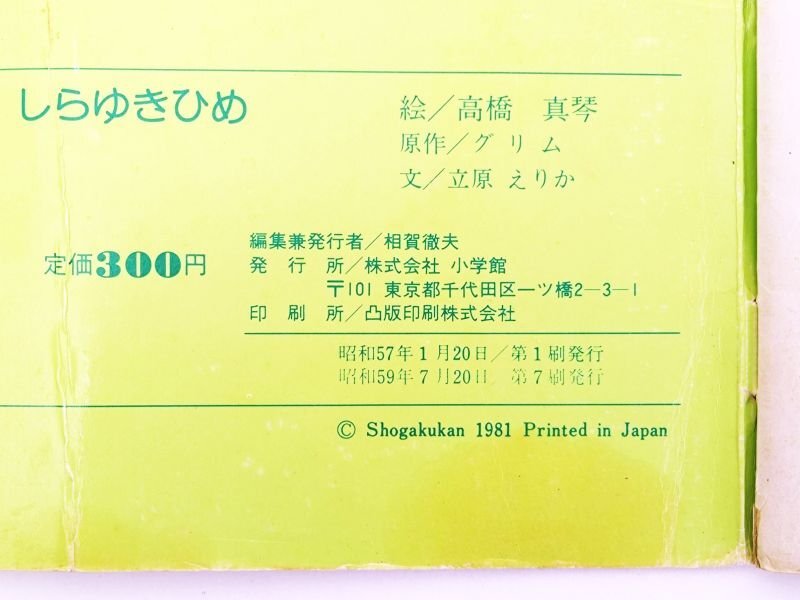 しらゆきひめ
絵／高橋 真琴
原作／グリム
文／立原 えりか
定価300円
編集兼発行者／相賀徹夫
発行所／株式会社 小学館
〒101 東京都千代田区一ツ橋2―3―1
印刷所／凸版印刷株式会社
昭和57年1月20日／第1刷発行
昭和59年7月20日 第7刷発行
© Shogakukan 1981 Printed in Japan